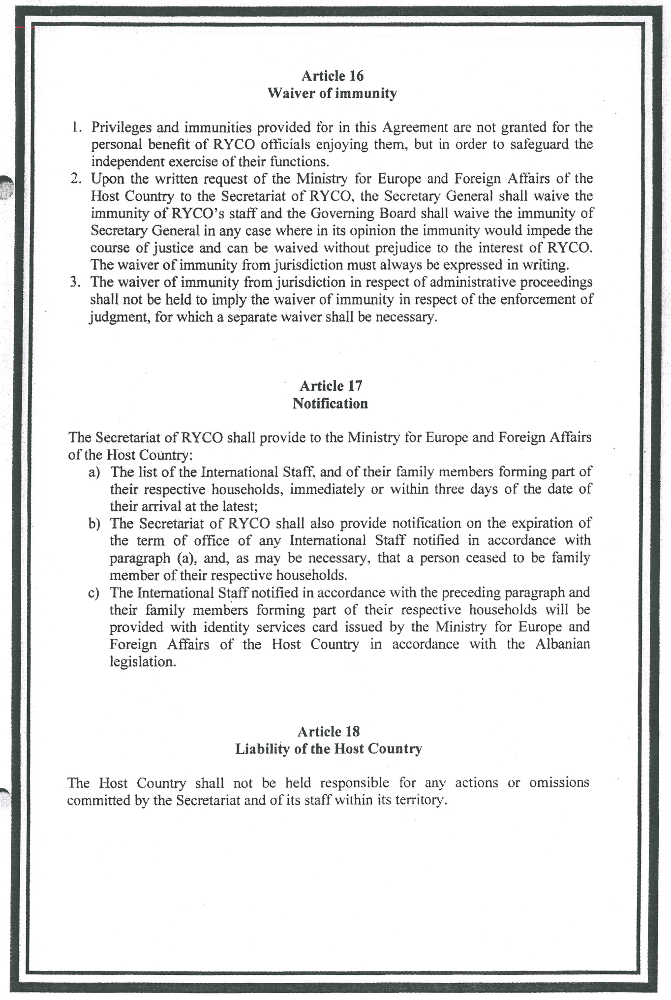 Article 16
Waiver of immunity
1. Privileges and immunities provided for in this Agreement are not granted for the
personal benefit of RYCO officials enjoying them, but in order to safeguard the
independent exercise of their functions.
2. Upon the written request of the Ministry for Europe and Foreign Affairs of the
Host Country to the Secretariat of RYCO, the Secretary General shall waive the
immunity of RYCO's staff and the Governing Board shall waive the immunity of
Secretary General in any case where in its opinion the immunity would impede the
course of justice and can be waived without prejudice to the interest of RYCO.
The waiver of immunity from jurisdiction must always be expressed in writing.
3. The waiver of immunity from jurisdiction in respect of administrative proceedings
shall not be held to imply the waiver of immunity in respect of the enforcement of
judgment, for which a separate waiver shall be necessary.
Article 17
Notification
The Secretariat of RYCO shall provide to the Ministry for Europe and Foreign Affairs
of the Host Country:
a) The list of the International Staff, and of their family members forming part of
their respective households, immediately or within three days of the date of
their arrival at the latest;
b) The Secretariat of RYCO shall also provide notification on the expiration of
the term of office of any International Staff notified in accordance with
paragraph (a), and, as may be necessary, that a person ceased to be family
member of their respective households.
c) The International Staff notified in accordance with the preceding paragraph and
their family members forming part of their respective households will be
provided with identity services card issued by the Ministry for Europe and
Foreign Affairs of the Host Country in accordance with the Albanian
legislation.
Article 18
Liability of the Host Country
The Host Country shall not be held responsible for any actions or omissions
committed by the Secretariat and of its staff within its territory.